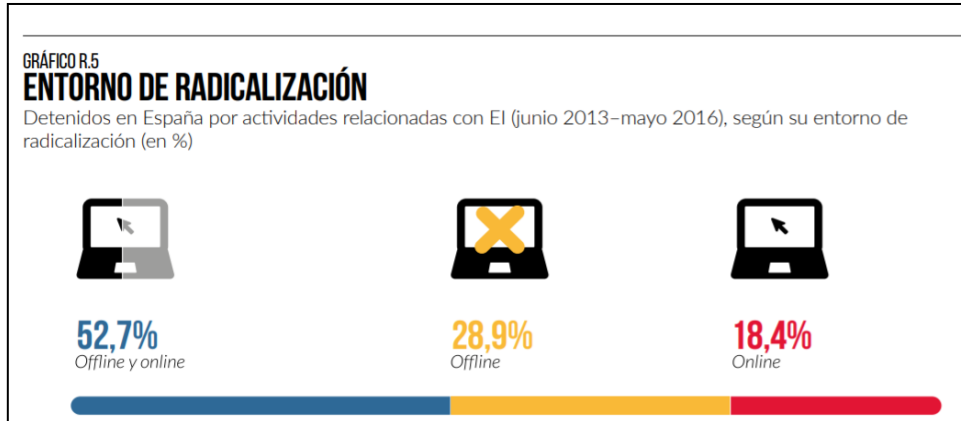 GRÁFICO R.5
ENTORNO DE RADICALIZACIÓN
Detenidos en España por actividades relacionadas con EI (junio 2013–mayo 2016), según su entorno de
radicalización (en %)
52,7% 28,9% 18,4%
Offline y online Offline Online